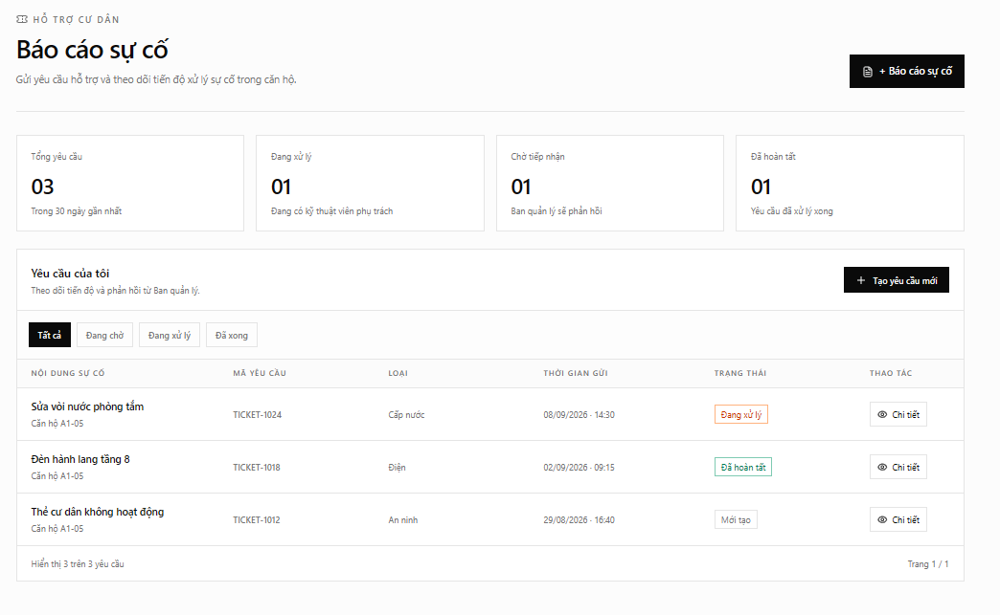 HỖ TRỢ CƯ DÂN
Báo cáo sự cố
Gửi yêu cầu hỗ trợ và theo dõi tiến độ xử lý sự cố trong căn hộ.
+ Báo cáo sự cố
Tổng yêu cầu
03
Trong 30 ngày gần nhất
Đang xử lý
01
Đang có kỹ thuật viên phụ trách
Chờ tiếp nhận
01
Ban quản lý sẽ phản hồi
Đã hoàn tất
01
Yêu cầu đã xử lý xong
Yêu cầu của tôi
Theo dõi tiến độ và phản hồi từ Ban quản lý.
+ Tạo yêu cầu mới
Tất cả Đang chờ Đang xử lý Đã xong
NỘI DUNG SỰ CỐ MÃ YÊU CẦU LOẠI THỜI GIAN GỬI TRẠNG THÁI THAO TÁC
Sửa vòi nước phòng tắm
Căn hộ A1-05
TICKET-1024 Cấp nước 08/09/2026 · 14:30 Đang xử lý Chi tiết
Đèn hành lang tầng 8
Căn hộ A1-05
TICKET-1018 Điện 02/09/2026 · 09:15 Đã hoàn tất Chi tiết
Thẻ cư dân không hoạt động
Căn hộ A1-05
TICKET-1012 An ninh 29/08/2026 · 16:40 Mới tạo Chi tiết
Hiển thị 3 trên 3 yêu cầu
Trang 1 / 1